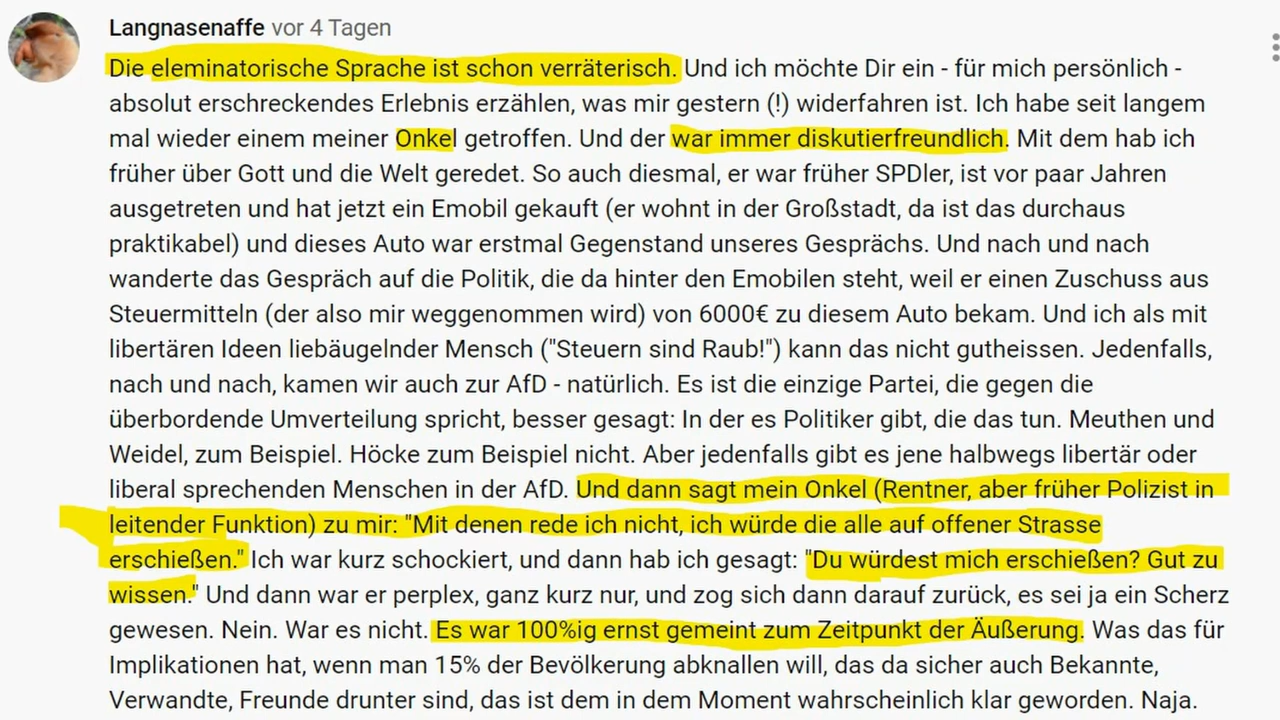 Langnasenaffe vor 4 Tagen
Die eleminatorische Sprache ist schon verräterisch. Und ich möchte Dir ein - für mich persönlich -
absolut erschreckendes Erlebnis erzählen, was mir gestern (!) widerfahren ist. Ich habe seit langem
mal wieder einem meiner Onkel getroffen. Und der war immer diskutierfreundlich. Mit dem hab ich
früher über Gott und die Welt geredet. So auch diesmal, er war früher SPDler, ist vor paar Jahren
ausgetreten und hat jetzt ein Emobil gekauft (er wohnt in der Großstadt, da ist das durchaus
praktikabel) und dieses Auto war erstmal Gegenstand unseres Gesprächs. Und nach und nach
wanderte das Gespräch auf die Politik, die da hinter den Emobilen steht, weil er einen Zuschuss aus
Steuermitteln (der also mir weggenommen wird) von 6000€ zu diesem Auto bekam. Und ich als mit
libertären Ideen liebäugelnder Mensch ("Steuern sind Raub!") kann das nicht gutheissen. Jedenfalls,
nach und nach, kamen wir auch zur AfD - natürlich. Es ist die einzige Partei, die gegen die
überbordende Umverteilung spricht, besser gesagt: In der es Politiker gibt, die das tun. Meuthen und
Weidel, zum Beispiel. Höcke zum Beispiel nicht. Aber jedenfalls gibt es jene halbwegs libertär oder
liberal sprechenden Menschen in der AfD. Und dann sagt mein Onkel (Rentner, aber früher Polizist in
leitender Funktion) zu mir: "Mit denen rede ich nicht, ich würde die alle auf offener Strasse
erschießen." Ich war kurz schockiert, und dann hab ich gesagt: "Du würdest mich erschießen? Gut zu
wissen." Und dann war er perplex, ganz kurz nur, und zog sich dann darauf zurück, es sei ja ein Scherz
gewesen. Nein. War es nicht. Es war 100%ig ernst gemeint zum Zeitpunkt der Äußerung. Was das für
Implikationen hat, wenn man 15% der Bevölkerung abknallen will, das da sicher auch Bekannte,
Verwandte, Freunde drunter sind, das ist dem in dem Moment wahrscheinlich klar geworden. Naja.